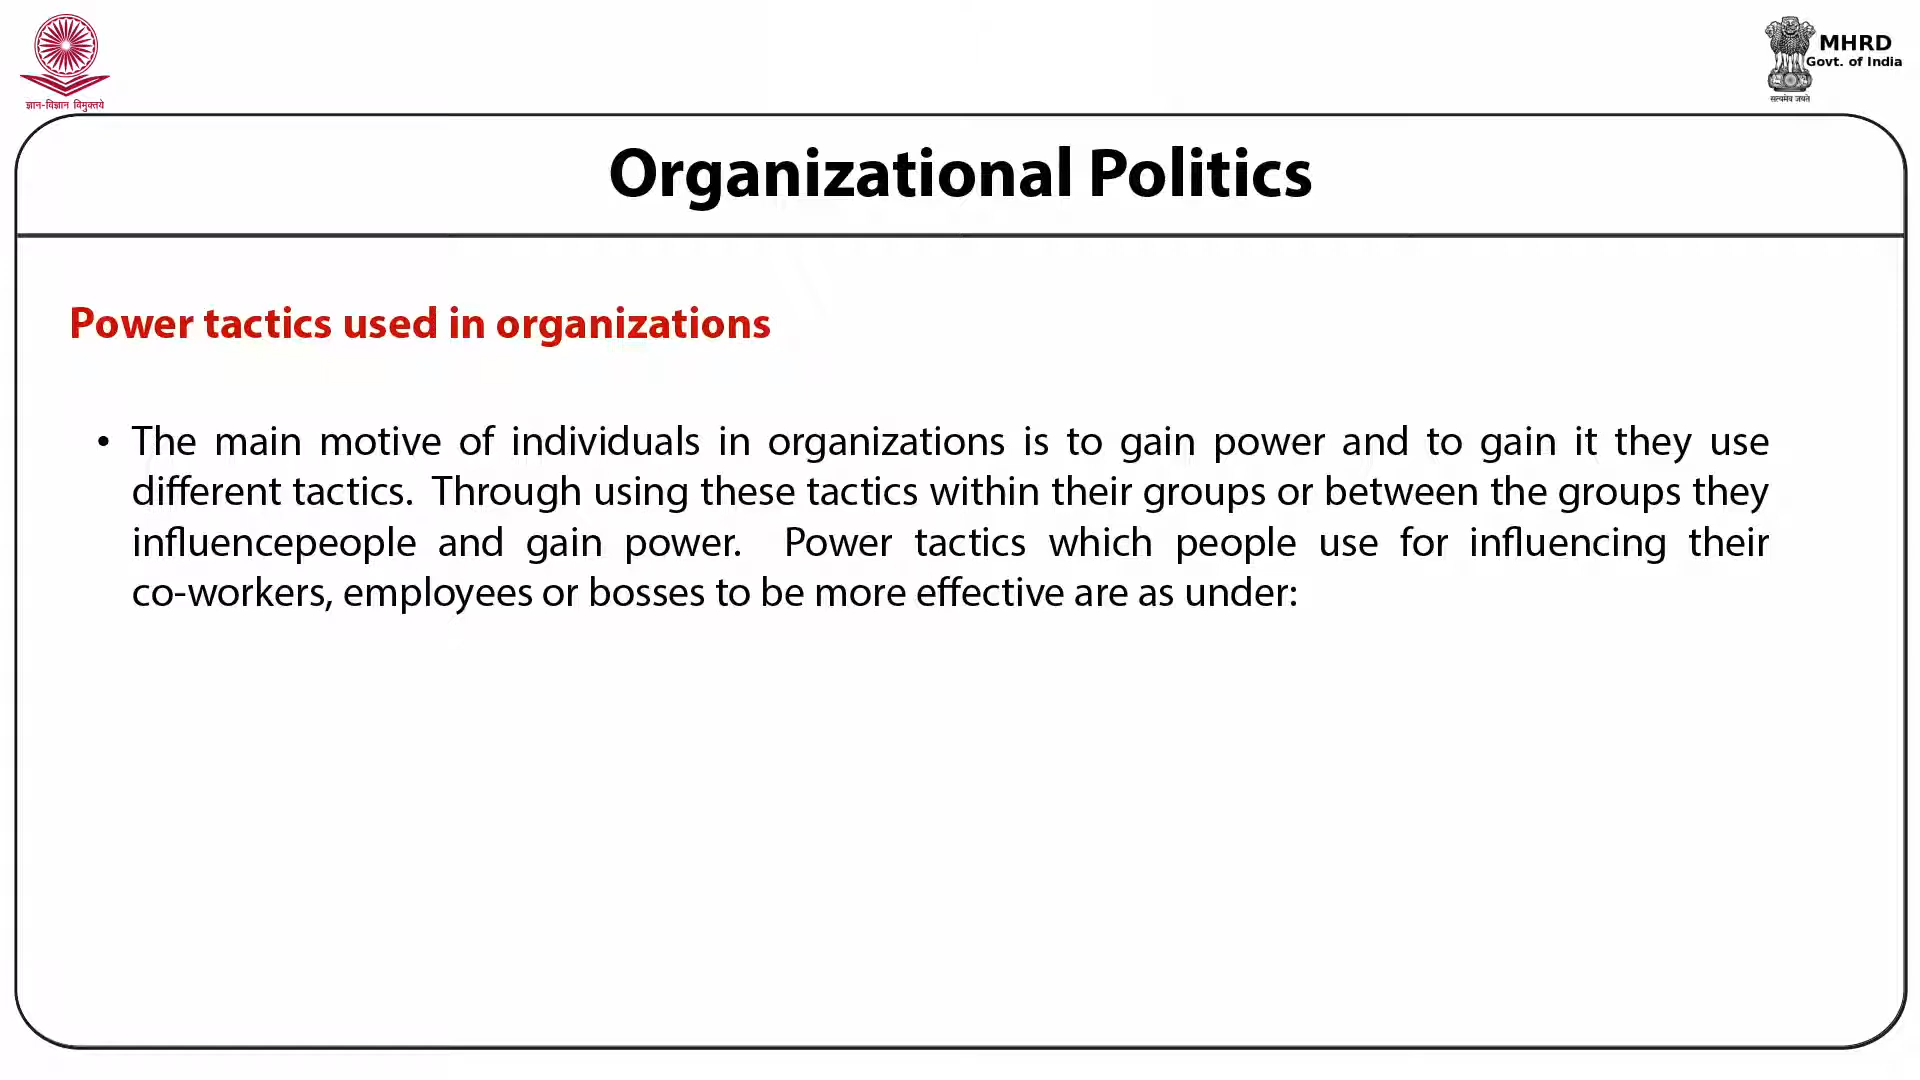 ज्ञान-विज्ञान विमुक्तये
MHRD
Govt. of India
सत्यमेव जयते
Organizational Politics
Power tactics used in organizations
• The main motive of individuals in organizations is to gain power and to gain it they use
different tactics. Through using these tactics within their groups or between the groups they
influencepeople and gain power. Power tactics which people use for influencing their
co-workers, employees or bosses to be more effective are as under: